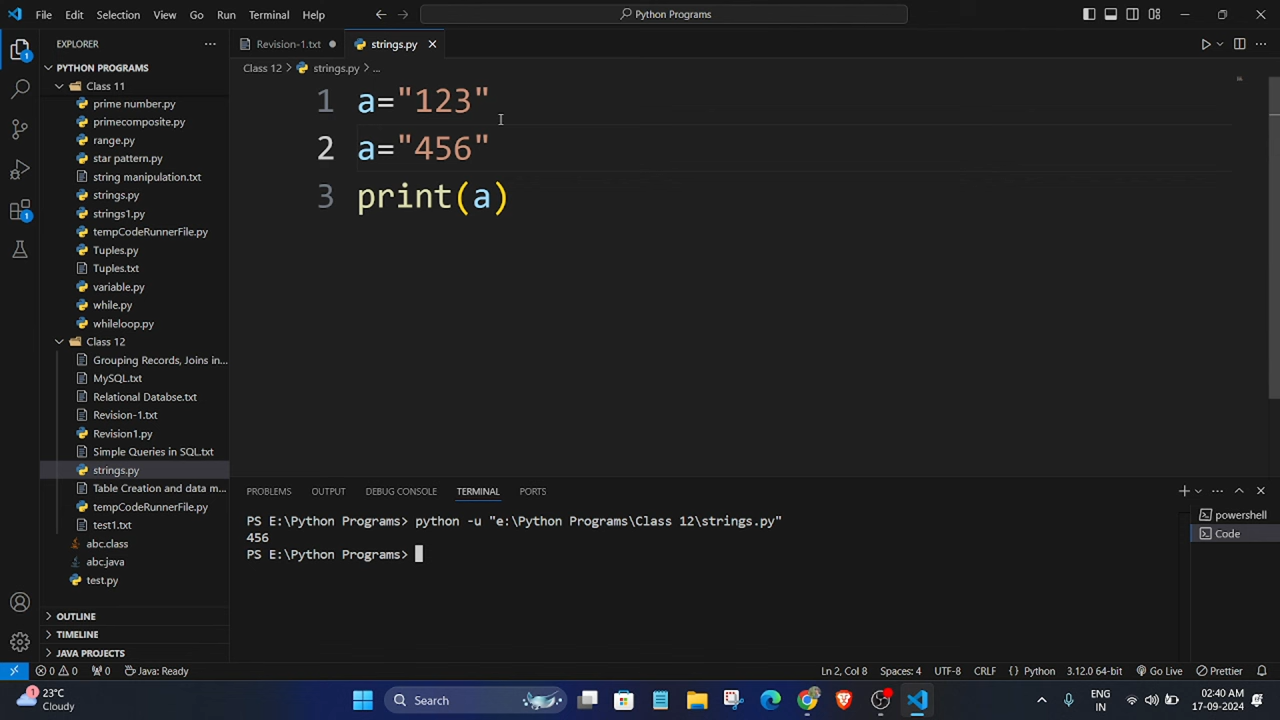 File Edit Selection View Go Run Terminal Help
Python Programs
EXPLORER
Revision-1.txt
strings.py
PYTHON PROGRAMS
Class 12 strings.py ...
Class 11
prime number.py
primecomposite.py
range.py
star pattern.py
string manipulation.txt
strings.py
strings1.py
tempCodeRunnerFile.py
Tuples.py
Tuples.txt
variable.py
while.py
whileloop.py
Class 12
Grouping Records, Joins in...
MySQL.txt
Relational Databse.txt
Revision-1.txt
Revision1.py
Simple Queries in SQL.txt
strings.py
Table Creation and data m...
tempCodeRunnerFile.py
test1.txt
abc.class
abc.java
test.py
OUTLINE
TIMELINE
JAVA PROJECTS
1 1
1 a="123"
2 a="456"
3 print(a)
PROBLEMS OUTPUT DEBUG CONSOLE TERMINAL PORTS
PS E:\Python Programs> python -u "e:\Python Programs\Class 12\strings.py"
456
PS E:\Python Programs>
powershell
Code
0 0 0 Java: Ready
Ln 2, Col 8 Spaces: 4 UTF-8 CRLF {} Python 3.12.0 64-bit Go Live Prettier
1
23°C
Cloudy
Search
ENG
IN
02:40 AM
17-09-2024